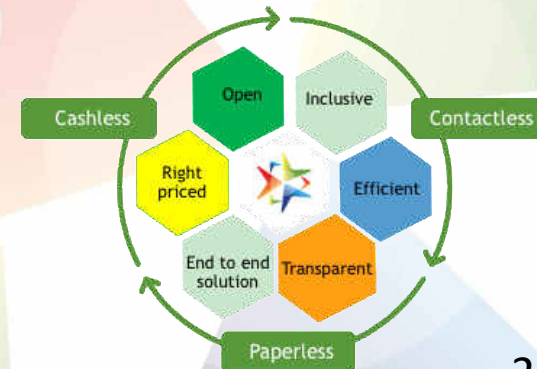 Open
Inclusive
Cashless
Contactless
Right
priced
Efficient
End to end
solution
Transparent
Paperless